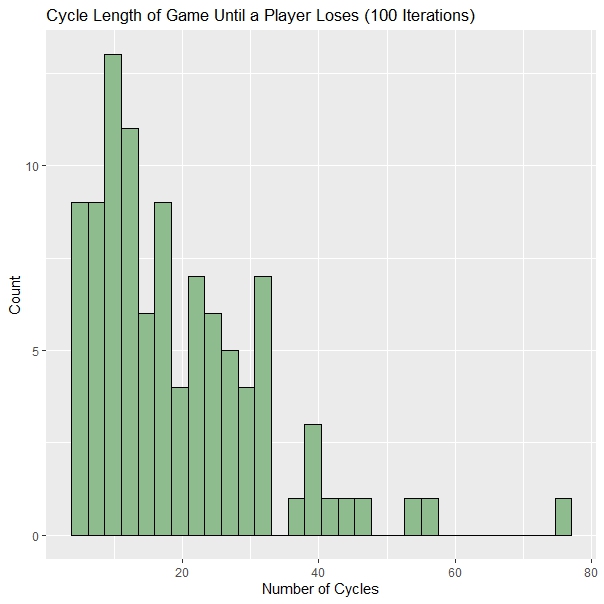 Cycle Length of Game Until a Player Loses (100 Iterations)
10
5
0
Count
20 40 60 80
Number of Cycles